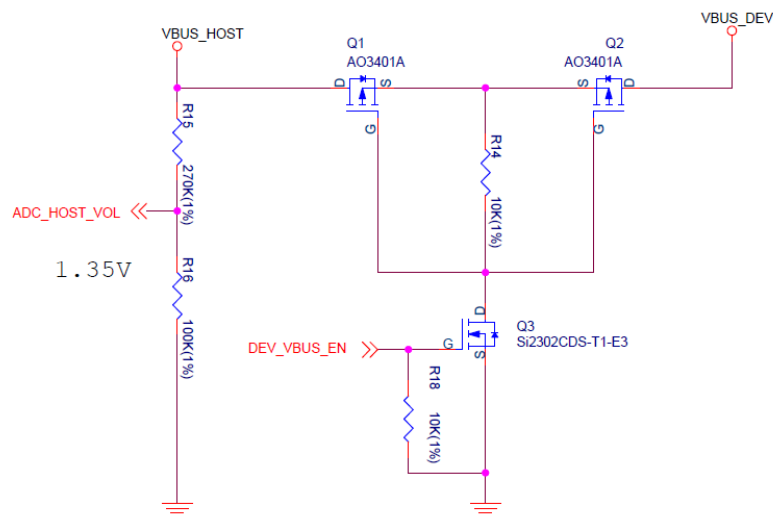 VBUS_HOST
VBUS_DEV
Q1
AO3401A
Q2
AO3401A
D
S
G
S
D
G
R15
270K(1%)
R14
10K(1%)
ADC_HOST_VOL
1.35V
R16
100K(1%)
D
G
S
Q3
Si2302CDS-T1-E3
DEV_VBUS_EN
R18
10K(1%)